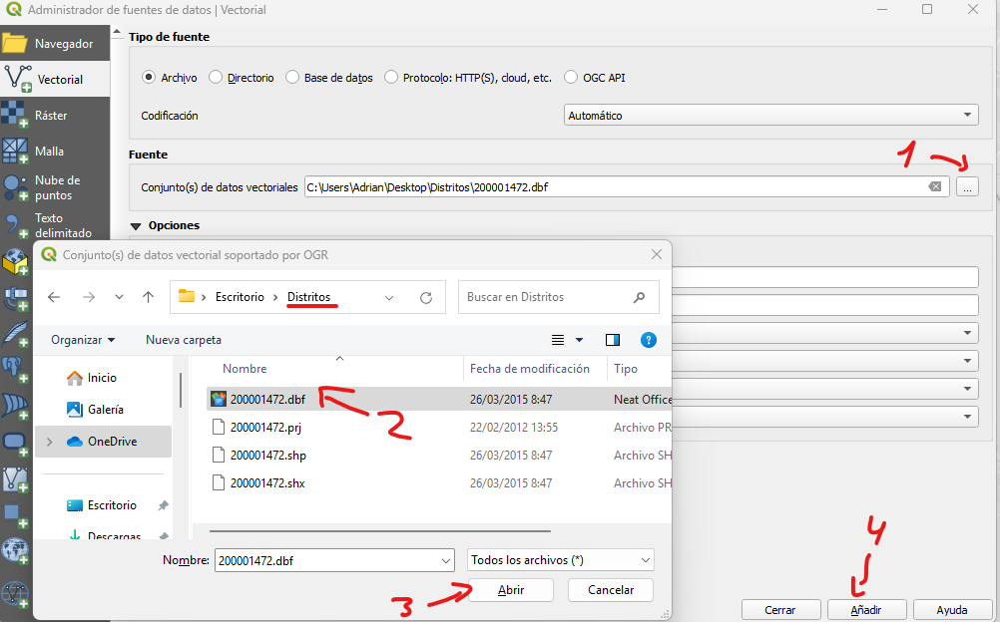 Administrador de fuentes de datos | Vectorial
Navegador
Vectorial
Ráster
Malla
Nube de
puntos
Texto
delimitado
Tipo de fuente
Archivo Directorio Base de datos Protocolo: HTTP(S), cloud, etc. OGC API
Codificación Automático
Fuente
1
Conjunto(s) de datos vectoriales C:\Users\Adrian\Desktop\Distritos\200001472.dbf ...
Opciones
Conjunto(s) de datos vectorial soportado por OGR
Escritorio Distritos Buscar en Distritos
Organizar Nueva carpeta ?
Inicio
Galería
OneDrive
Escritorio
Descargas
Nombre Fecha de modificación Tipo
200001472.dbf 26/03/2015 8:47 Neat Office
200001472.prj 22/02/2012 13:55 Archivo PR
200001472.shp 26/03/2015 8:47 Archivo SH
200001472.shx 26/03/2015 8:47 Archivo SH
2
Nombre: 200001472.dbf Todos los archivos (*)
3 Abrir Cancelar
4
Cerrar Añadir Ayuda